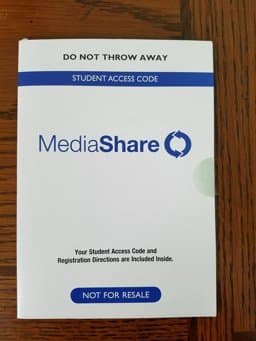 DO NOT THROW AWAY
STUDENT ACCESS CODE
MediaShare
Your Student Access Code and
Registration Directions are Included Inside.
NOT FOR RESALE